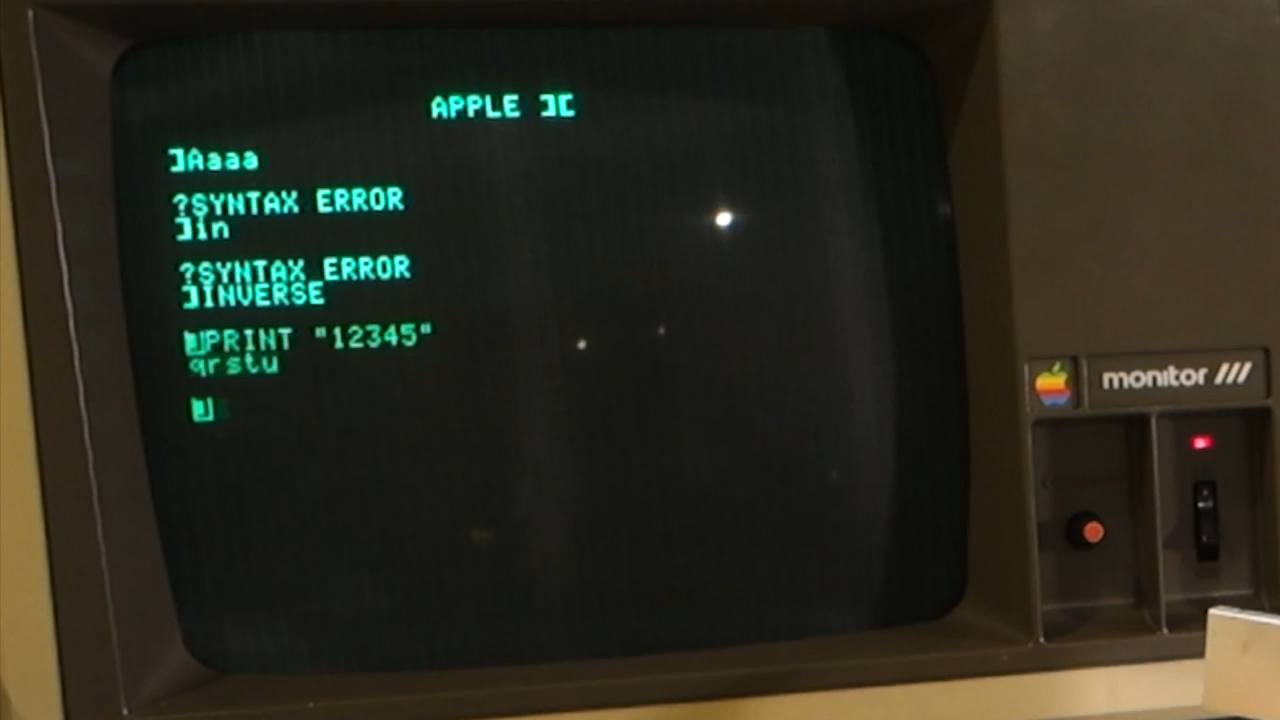 APPLE ][
]Aaaa
?SYNTAX ERROR
]in
?SYNTAX ERROR
]INVERSE
]PRINT "12345"
qrstu
]
monitor ///